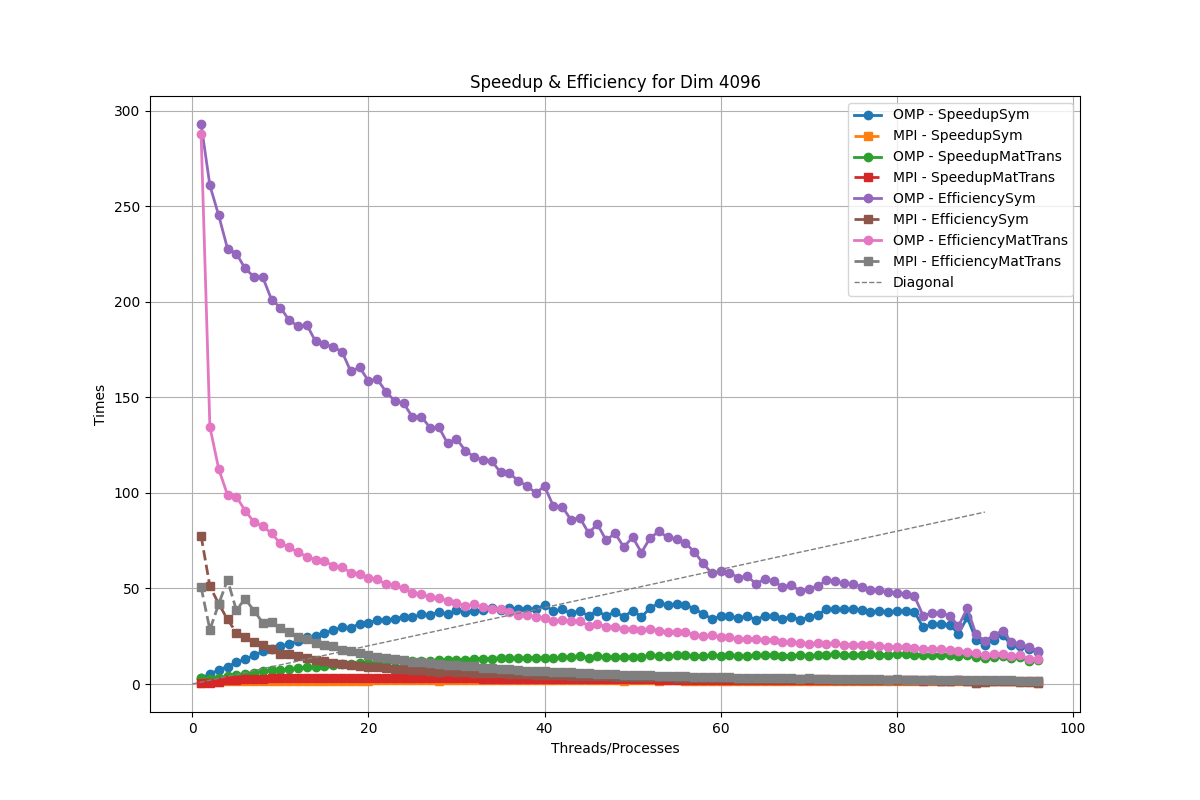 Speedup & Efficiency for Dim 4096
OMP - SpeedupSym
MPI - SpeedupSym
OMP - SpeedupMatTrans
MPI - SpeedupMatTrans
OMP - EfficiencySym
MPI - EfficiencySym
OMP - EfficiencyMatTrans
MPI - EfficiencyMatTrans
Diagonal
300
250
200
150
100
50
0
Times
0 20 40 60 80 100
Threads/Processes